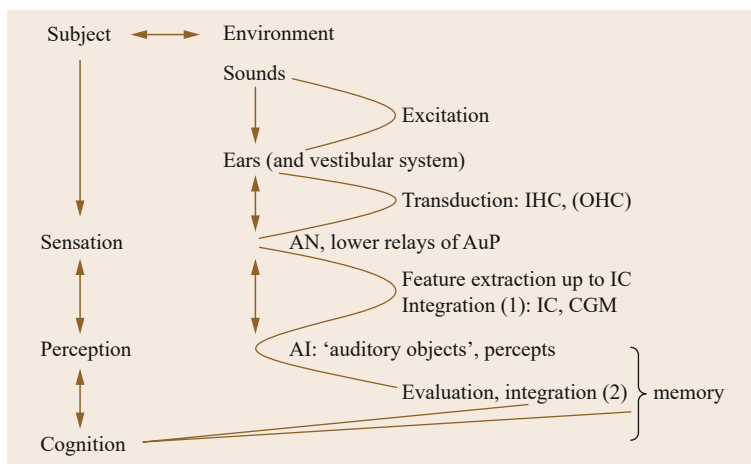 Subject Environment
Sounds
Excitation
Ears (and vestibular system)
Transduction: IHC, (OHC)
Sensation AN, lower relays of AuP
Feature extraction up to IC
Integration (1): IC, CGM
Perception AI: ‘auditory objects’, percepts
Evaluation, integration (2) memory
Cognition